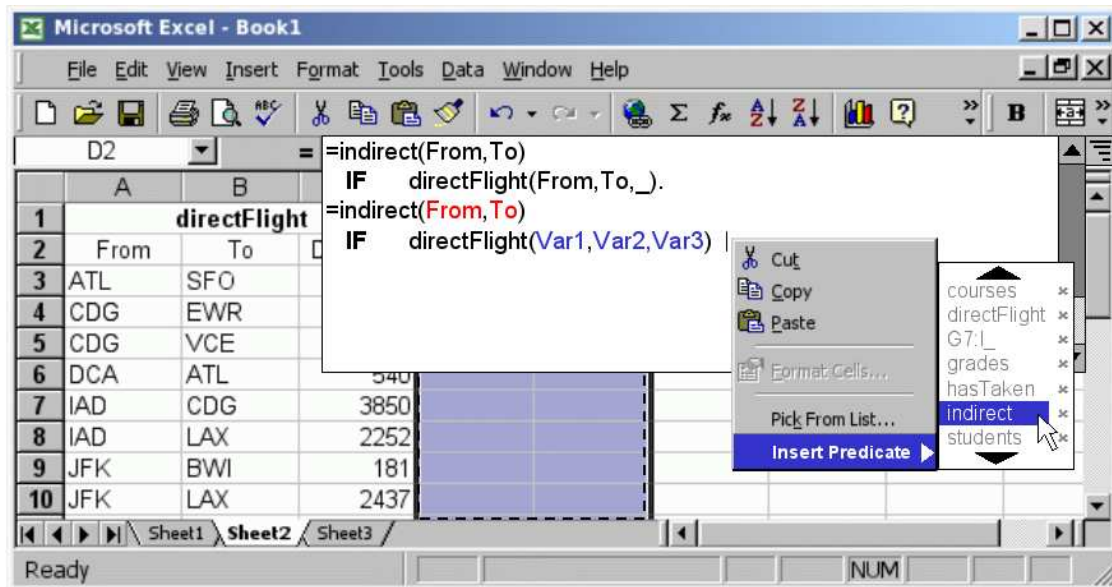 Microsoft Excel - Book1
File Edit View Insert Format Tools Data Window Help
ABC Σ fx A Z Z A ? » B a »
D2 = =indirect(From,To)
IF directFlight(From,To,_).
=indirect(From,To)
IF directFlight(Var1,Var2,Var3)
A B
1 directFlight
2 From To D
3 ATL SFO
4 CDG EWR
5 CDG VCE
6 DCA ATL 540
7 IAD CDG 3850
8 IAD LAX 2252
9 JFK BWI 181
10 JFK LAX 2437
Cut
Copy
Paste
Format Cells...
Pick From List...
Insert Predicate
courses ×
directFlight ×
G7:I_ ×
grades ×
hasTaken ×
indirect ×
students ×
Sheet1 Sheet2 Sheet3
Ready NUM